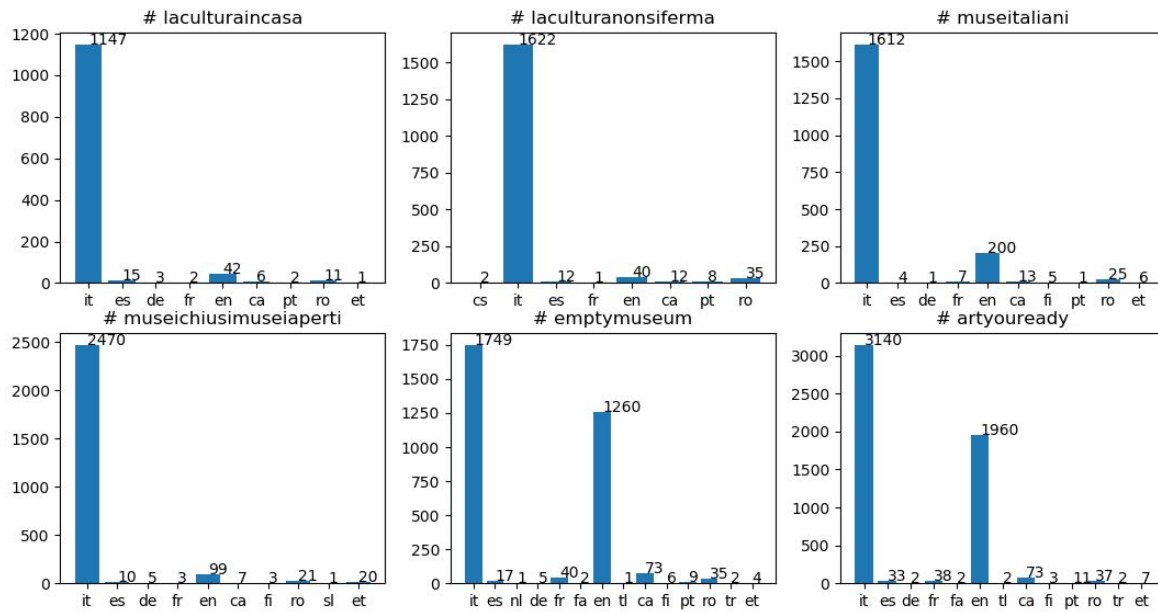 # laculturaincasa
1200
1000
800
600
400
200
0
1147 15 3 2 42 6 2 11 1
it es de fr en ca pt ro et
# laculturanonsiferma
1500
1250
1000
750
500
250
0
2 1622 12 1 40 12 8 35
cs it es fr en ca pt ro
# museitaliani
1500
1250
1000
750
500
250
0
1612 4 1 7 200 13 5 1 25 6
it es de fr en ca fi pt ro et
# museichiusimuseiaperti
2500
2000
1500
1000
500
0
2470 10 5 3 99 7 3 21 1 20
it es de fr en ca fi ro sl et
# emptymuseum
1750
1500
1250
1000
750
500
250
0
1749 17 1 5 40 2 1260 1 73 6 9 35 2 4
it es nl de fr fa en tl ca fi pt ro tr et
# artyouready
3000
2500
2000
1500
1000
500
0
3140 33 2 38 2 1960 2 73 3 11 37 2 7
it es de fr fa en tl ca fi pt ro tr et